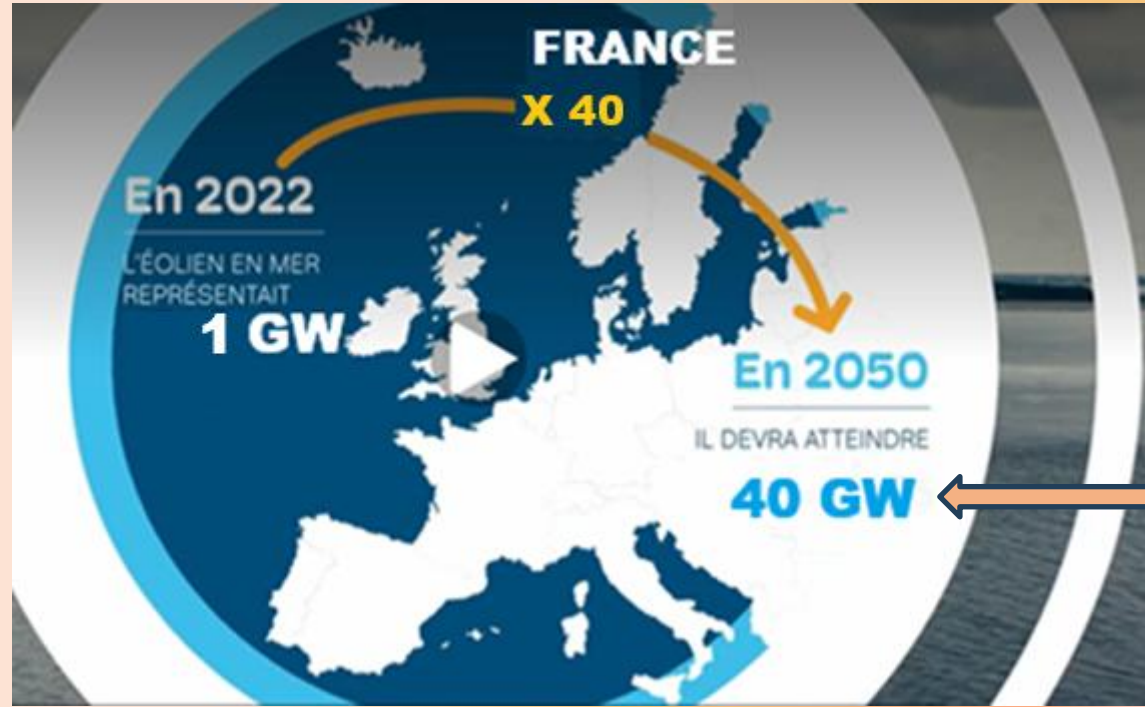 FRANCE
X 40
En 2022
L'ÉOLIEN EN MER
REPRÉSENTAIT
1 GW
En 2050
IL DEVRA ATTEINDRE
40 GW